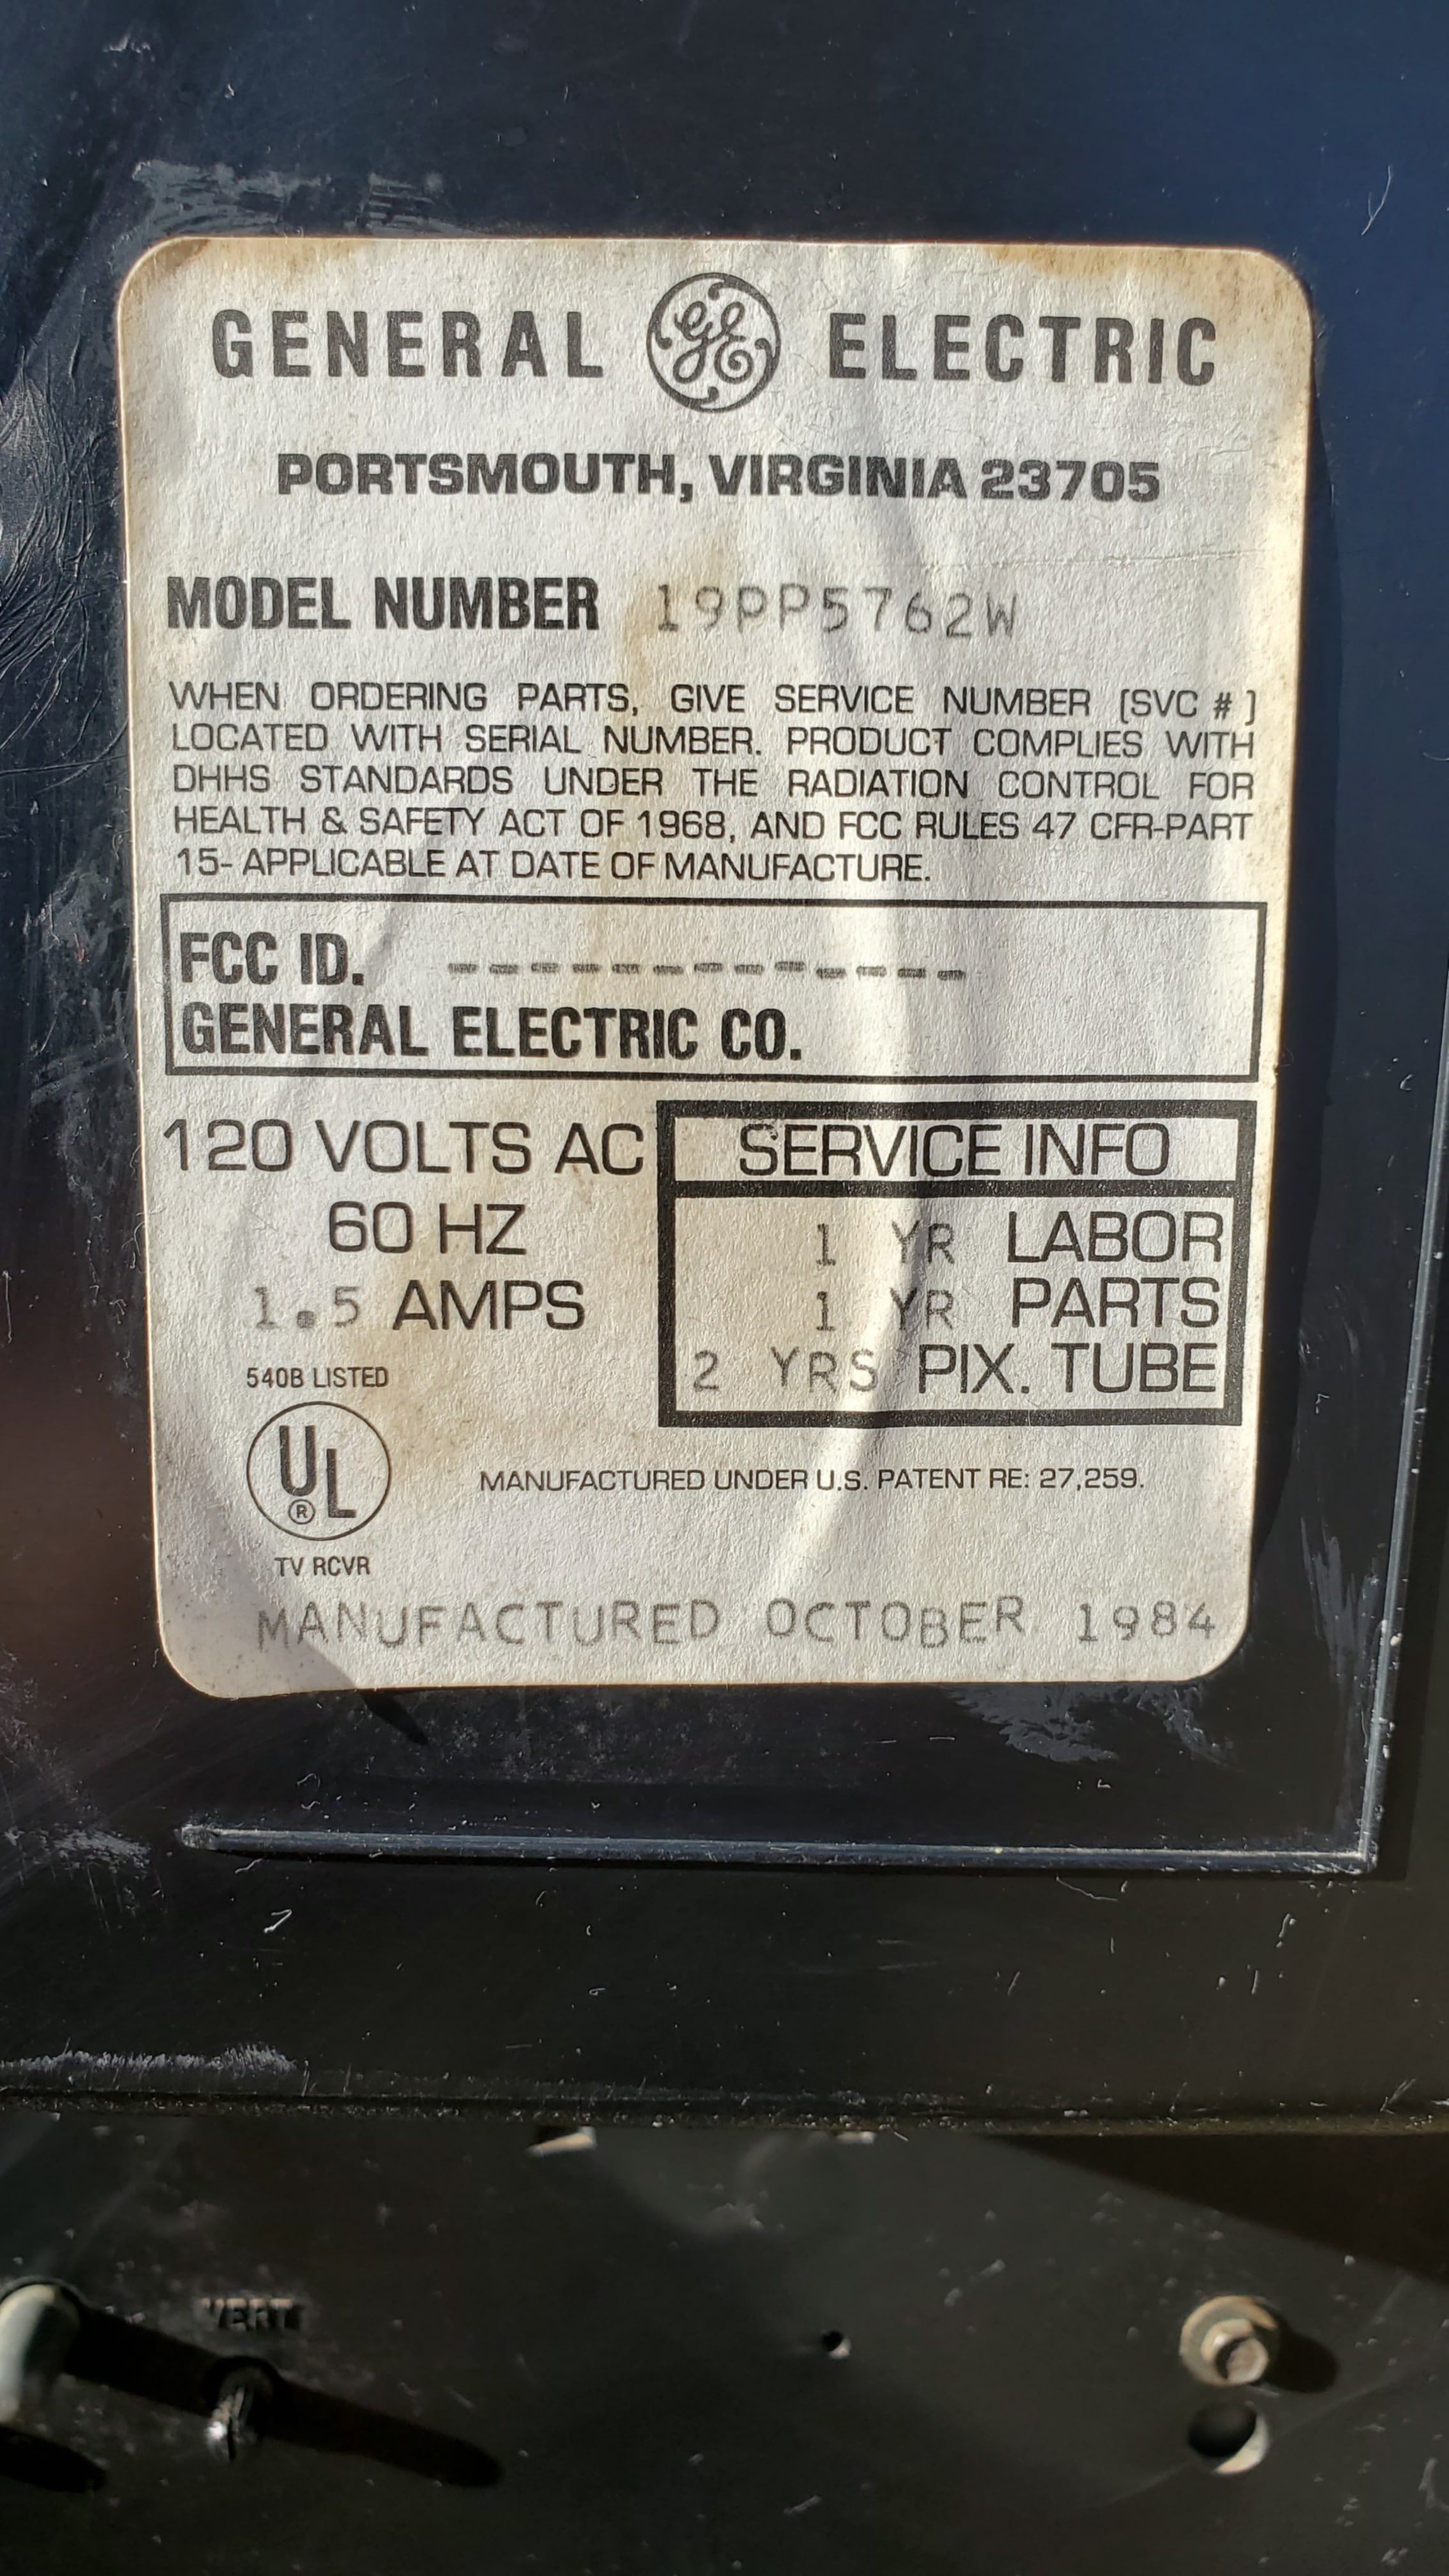 GENERAL GE ELECTRIC
PORTSMOUTH, VIRGINIA 23705
MODEL NUMBER 19PP5762W
WHEN ORDERING PARTS, GIVE SERVICE NUMBER (SVC # )
LOCATED WITH SERIAL NUMBER. PRODUCT COMPLIES WITH
DHHS STANDARDS UNDER THE RADIATION CONTROL FOR
HEALTH & SAFETY ACT OF 1968, AND FCC RULES 47 CFR-PART
15- APPLICABLE AT DATE OF MANUFACTURE.
FCC ID. -------------
GENERAL ELECTRIC CO.
120 VOLTS AC
60 HZ
1.5 AMPS
SERVICE INFO
1 YR LABOR
1 YR PARTS
2 YRS PIX. TUBE
540B LISTED
UL ®
TV RCVR
MANUFACTURED UNDER U.S. PATENT RE: 27,259.
MANUFACTURED OCTOBER 1984
VERT